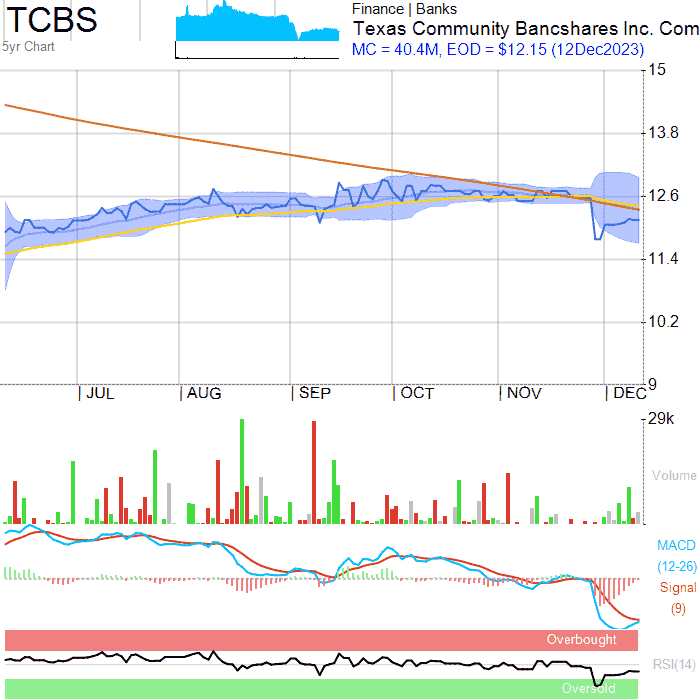 TCBS
5yr Chart
Finance | Banks
Texas Community Bancshares Inc. Com
MC = 40.4M, EOD = $12.15 (12Dec2023)
15
13.8
12.6
11.4
10.2
9
JUL AUG SEP OCT NOV DEC
29k
Volume
MACD
(12-26)
Signal
(9)
Overbought
RSI(14)
Oversold